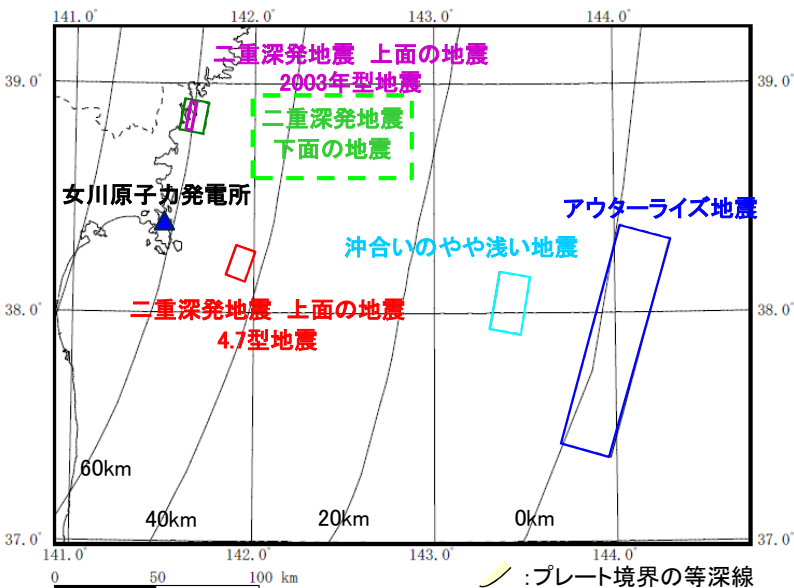 141.0° 142.0° 143.0° 144.0°
二重深発地震 上面の地震
2003年型地震
39.0° 39.0°
二重深発地震
下面の地震
女川原子力発電所
アウターライズ地震
沖合いのやや浅い地震
38.0° 38.0°
二重深発地震 上面の地震
4.7型地震
60km
40km 20km 0km
37.0° 37.0°
141.0° 142.0° 143.0° 144.0°
0 50 100 km
:プレート境界の等深線